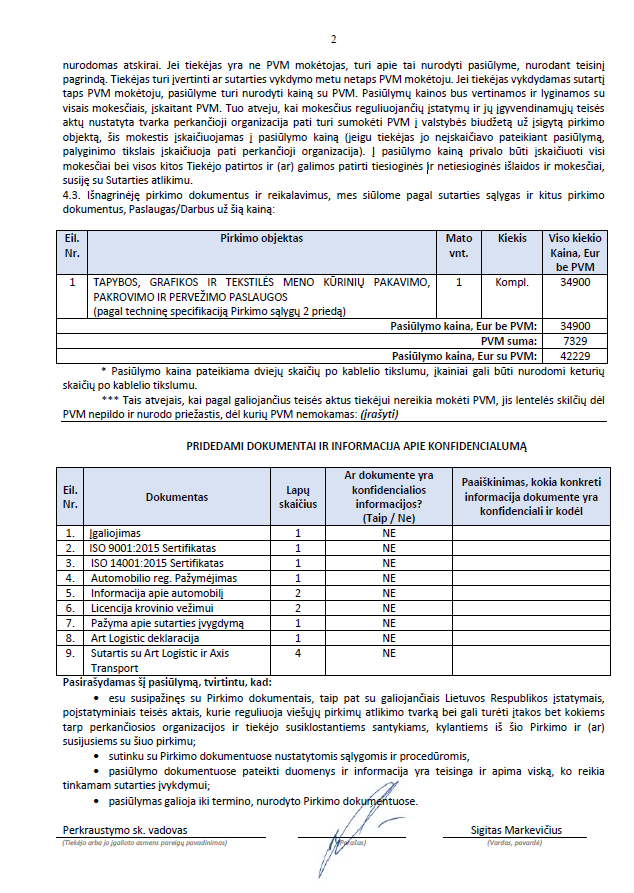 2
nurodomas atskirai. Jei tiekėjas yra ne PVM mokėtojas, turi apie tai nurodyti pasiūlyme, nurodant teisinį
pagrindą. Tiekėjas turi įvertinti ar sutarties vykdymo metu netaps PVM mokėtoju. Jei tiekėjas vykdydamas sutartį
taps PVM mokėtoju, pasiūlyme turi nurodyti kainą su PVM. Pasiūlymų kainos bus vertinamos ir lyginamos su
visais mokesčiais, įskaitant PVM. Tuo atveju, kai mokesčius reguliuojančių įstatymų ir jų įgyvendinamųjų teisės
aktų nustatyta tvarka perkančioji organizacija pati turi sumokėti PVM į valstybės biudžetą už įsigytą pirkimo
objektą, šis mokestis įskaičiuojamas į pasiūlymo kainą (jeigu tiekėjas jo neįskaičiavo pateikiant pasiūlymą,
palyginimo tikslais įskaičiuoja pati perkančioji organizacija). Į pasiūlymo kainą privalo būti įskaičiuoti visi
mokesčiai bei visos kitos Tiekėjo patirtos ir (ar) galimos patirti tiesioginės ir netiesioginės išlaidos ir mokesčiai,
susiję su Sutarties atlikimu.
4.3. Išnagrinėję pirkimo dokumentus ir reikalavimus, mes siūlome pagal sutarties sąlygas ir kitus pirkimo
dokumentus, Paslaugas/Darbus už šią kainą:
Eil. Nr. Pirkimo objektas Mato vnt. Kiekis Viso kiekio Kaina, Eur be PVM
1 TAPYBOS, GRAFIKOS IR TEKSTILĖS MENO KŪRINIŲ PAKAVIMO, 1 Kompl. 34900
PAKROVIMO IR PERVEŽIMO PASLAUGOS
(pagal techninę specifikaciją Pirkimo sąlygų 2 priedą)
Pasiūlymo kaina, Eur be PVM: 34900
PVM suma: 7329
Pasiūlymo kaina, Eur su PVM: 42229
* Pasiūlymo kaina pateikiama dviejų skaičių po kablelio tikslumu, įkainiai gali būti nurodomi keturių
skaičių po kablelio tikslumu.
*** Tais atvejais, kai pagal galiojančius teisės aktus tiekėjui nereikia mokėti PVM, jis lentelės skilčių dėl
PVM nepildo ir nurodo priežastis, dėl kurių PVM nemokamas: (įrašyti)
PRIDEDAMI DOKUMENTAI IR INFORMACIJA APIE KONFIDENCIALUMĄ
Eil. Nr. Dokumentas Lapų skaičius Ar dokumente yra konfidencialios informacijos? (Taip / Ne) Paaiškinimas, kokia konkreti informacija dokumente yra konfidenciali ir kodėl
1. Įgaliojimas 1 NE
2. ISO 9001:2015 Sertifikatas 1 NE
3. ISO 14001:2015 Sertifikatas 1 NE
4. Automobilio reg. Pažymėjimas 1 NE
5. Informacija apie automobilį 2 NE
6. Licencija krovinio vežimui 2 NE
7. Pažyma apie sutarties įvygdymą 1 NE
8. Art Logistic deklaracija 1 NE
9. Sutartis su Art Logistic ir Axis 4 NE
Transport
Pasirašydamas šį pasiūlymą, tvirtintu, kad:
• esu susipažinęs su Pirkimo dokumentais, taip pat su galiojančiais Lietuvos Respublikos įstatymais,
poįstatyminiais teisės aktais, kurie reguliuoja viešųjų pirkimų atlikimo tvarką bei gali turėti įtakos bet kokiems
tarp perkančiosios organizacijos ir tiekėjo susiklostantiems santykiams, kylantiems iš šio Pirkimo ir (ar)
susijusiems su šiuo pirkimu;
• sutinku su Pirkimo dokumentuose nustatytomis sąlygomis ir procedūromis,
• pasiūlymo dokumentuose pateikti duomenys ir informacija yra teisinga ir apima viską, ko reikia
tinkamam sutarties įvykdymui;
• pasiūlymas galioja iki termino, nurodyto Pirkimo dokumentuose.
Perkraustymo sk. vadovas Sigitas Markevičius
(Tiekėjo arba jo įgalioto asmens pareigų pavadinimas) (Parašas) (Vardas, pavardė)